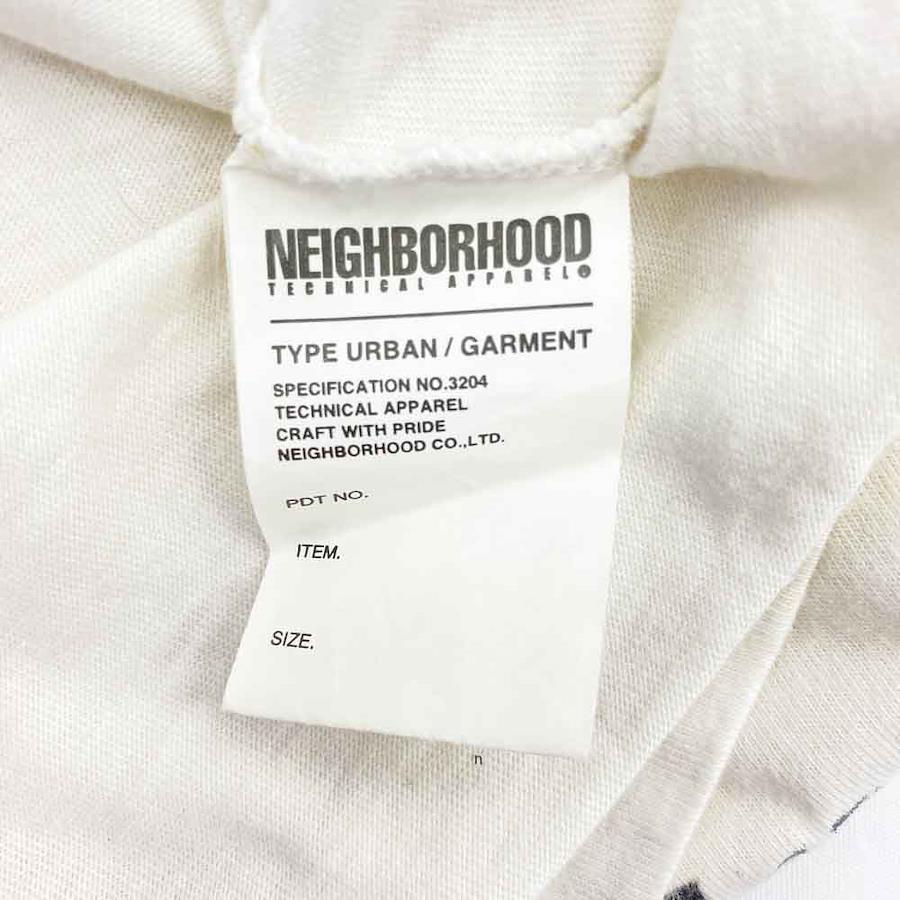 NEIGHBORHOOD
TECHNICAL APPAREL
TYPE URBAN / GARMENT
SPECIFICATION NO.3204
TECHNICAL APPAREL
CRAFT WITH PRIDE
NEIGHBORHOOD CO.,LTD.
PDT NO.
ITEM.
SIZE.
n